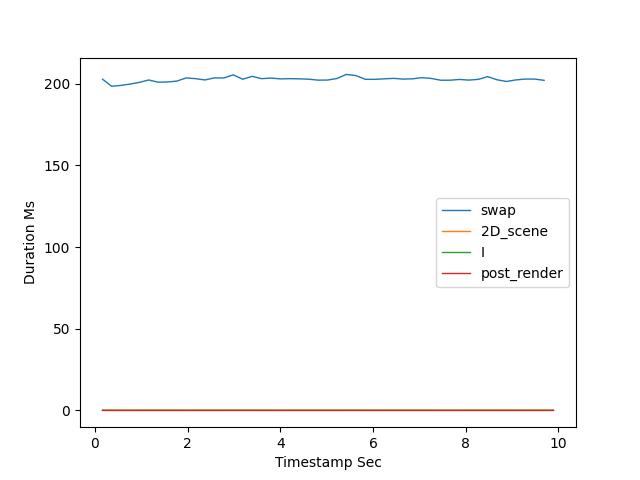 200
150
100
50
0
Duration Ms
swap
2D_scene
I
post_render
0
2
4
6
8
10
Timestamp Sec